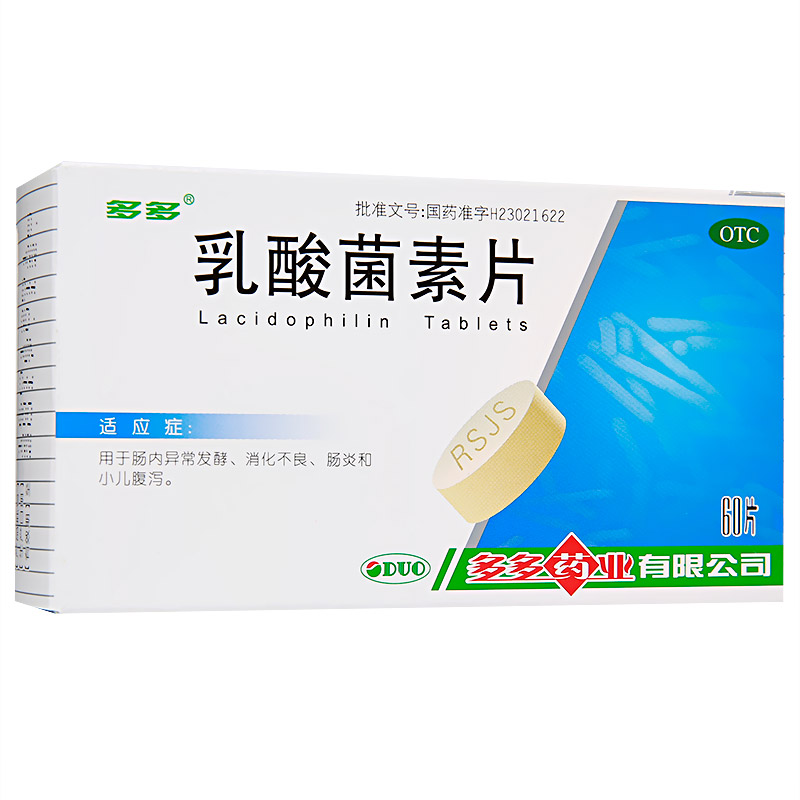 多多®
批准文号:国药准字H23021622
OTC
乳酸菌素片
Lacidophilin Tablets
RSJS
适应症:
用于肠内异常发酵、消化不良、肠炎和
小儿腹泻。
60片
DUO
多多药业有限公司